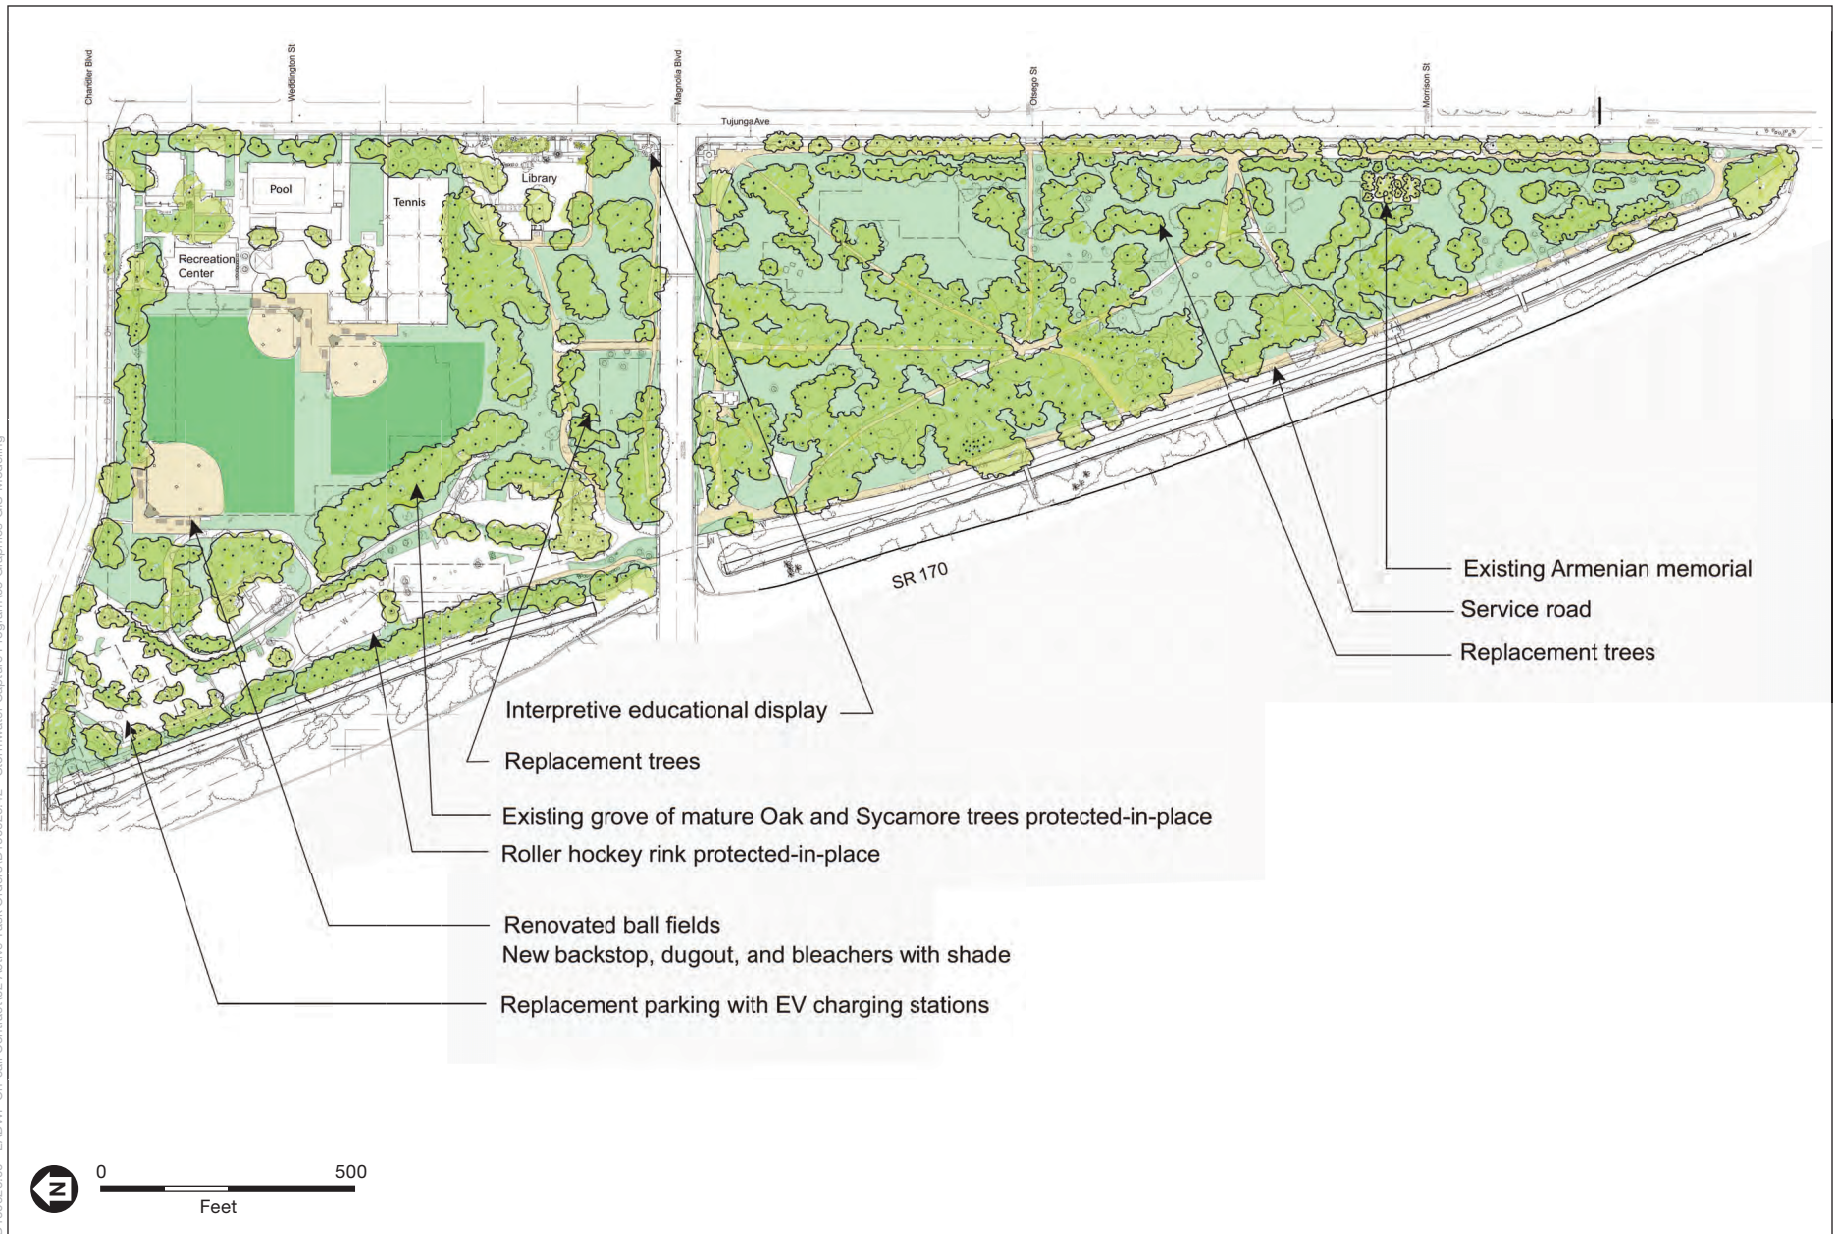 Chandler Blvd
Weddington St
Magnolia Blvd
Otsego St
Morrison St
TujungaAve
Pool
Library
Tennis
Recreation
Center
SR 170
Existing Armenian memorial
Service road
Replacement trees
Interpretive educational display
Replacement trees
Existing grove of mature Oak and Sycamore trees protected-in-place
Roller hockey rink protected-in-place
Renovated ball fields
New backstop, dugout, and bleachers with shade
Replacement parking with EV charging stations
N
0 500
Feet